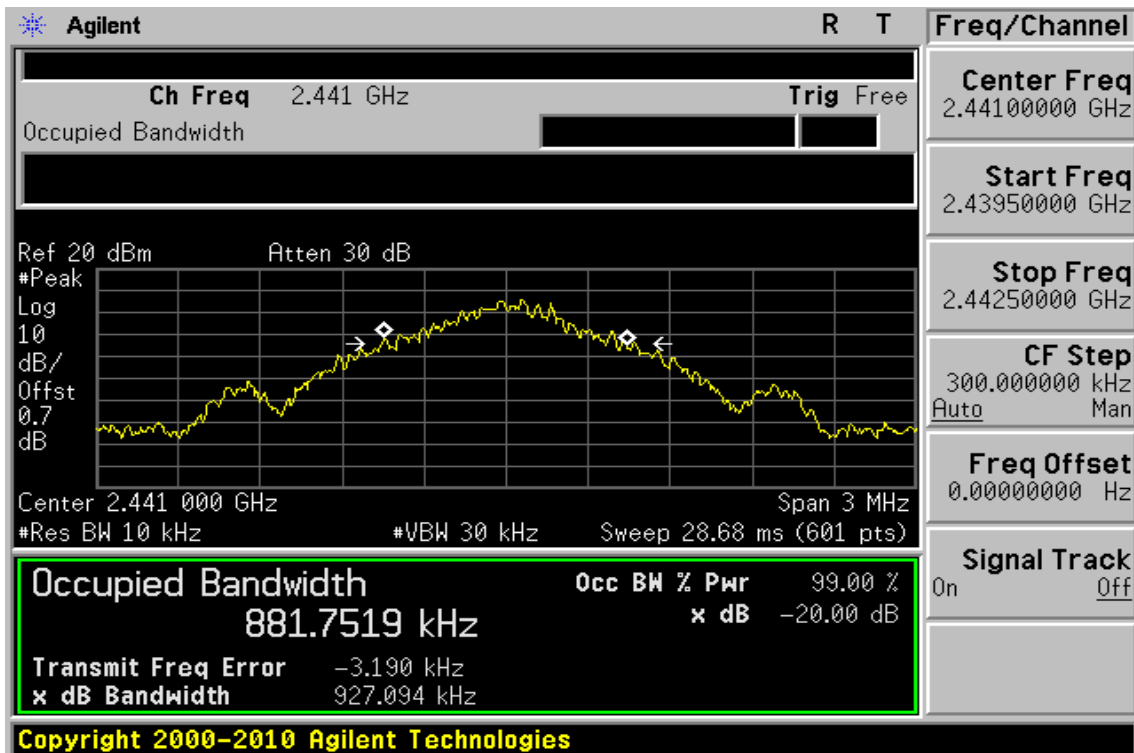 Agilent R T Freq/Channel
Center Freq
2.44100000 GHz
Ch Freq 2.441 GHz Trig Free
Occupied Bandwidth
Start Freq
2.43950000 GHz
Ref 20 dBm Atten 30 dB
#Peak
Log
10
dB/
Offst
0.7
dB
Stop Freq
2.44250000 GHz
CF Step
300.000000 kHz
Auto Man
Freq Offset
0.00000000 Hz
Center 2.441 000 GHz Span 3 MHz
#Res BW 10 kHz #VBW 30 kHz Sweep 28.68 ms (601 pts)
Signal Track
On Off
Occupied Bandwidth Occ BW % Pwr 99.00 %
881.7519 kHz x dB -20.00 dB
Transmit Freq Error -3.190 kHz
x dB Bandwidth 927.094 kHz
Copyright 2000-2010 Agilent Technologies